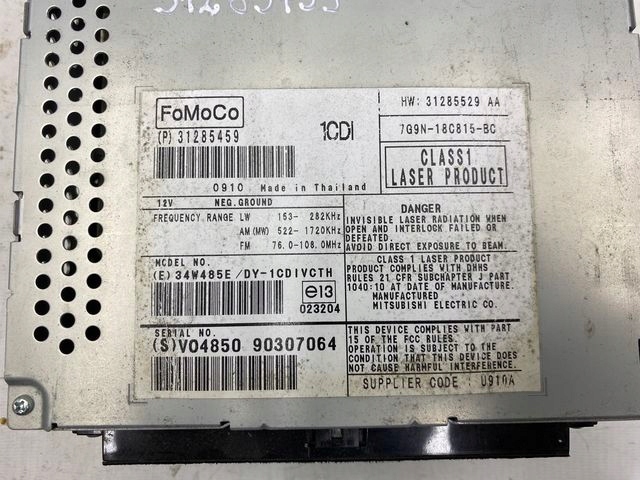 FoMoCo
(P) 31285459
1CDI
0910. Made in Thailand
HW: 31285529 AA
7G9N-18C815-BC
CLASS1
LASER PRODUCT
12V NEG.GROUND
FREQUENCY RANGE LW 153- 282KHz
AM(MW) 522-1720KHz
FM 76.0-108.0MHz
MODEL NO.
(E) 34W485E/DY-1CDIVCTH
e13
023204
SERIAL NO.
(S)V04850 90307064
DANGER
INVISIBLE LASER RADIATION WHEN
OPEN AND INTERLOCK FAILED OR
DEFEATED.
AVOID DIRECT EXPOSURE TO BEAM.
CLASS 1 LASER PRODUCT
PRODUCT COMPLIES WITH DHHS
RULES 21 CFR SUBCHAPTER J PART
1040:10 AT DATE OF MANUFACTURE
MANUFACTURED
MITSUBISHI ELECTRIC CO.
THIS DEVICE COMPLIES WITH PART
15 OF THE FCC RULES.
OPERATION IS SUBJECT TO THE
CONDITION THAT THIS DEVICE DOES
NOT CAUSE HARMFUL INTERFERENCE
SUPPLIER CODE : U910A